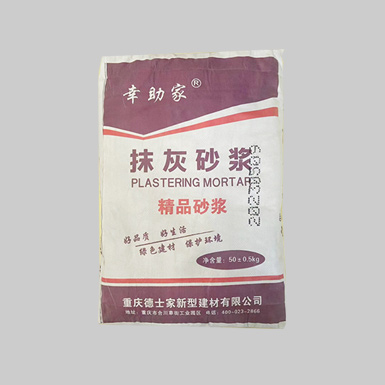 幸助家®
抹灰砂浆
PLASTERING MORTAR
精品砂浆
好品质 好生活
绿色建材 保护环境
净含量：50±0.5kg
重庆德士家新型建材有限公司